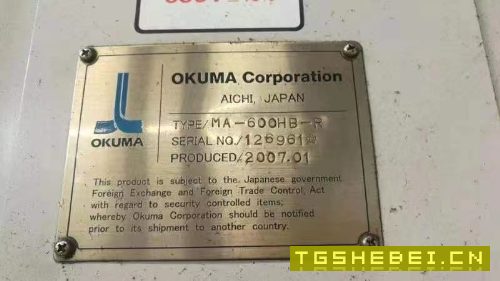 OKUMA Corporation
AICHI, JAPAN
OKUMA
TYPE/MA-600HB-R
SERIAL NO./126961
PRODUCED/2007.01
This product is subject to the Japanese government
Foreign Exchange and Foreign Trade Control Act
with regard to security controlled items;
whereby Okuma Corporation should be notified
prior to its shipment to another country.
TGSHEBEI.CN